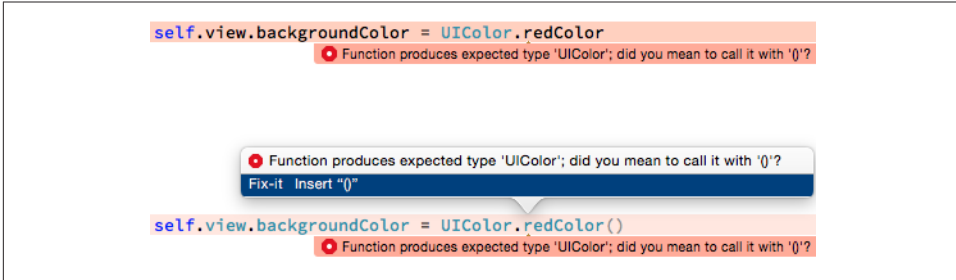 self.view.backgroundColor = UIColor.redColor
Function produces expected type 'UIColor'; did you mean to call it with '()'?
Function produces expected type 'UIColor'; did you mean to call it with '()'?
Fix-it Insert “()”
self.view.backgroundColor = UIColor.redColor()
Function produces expected type 'UIColor'; did you mean to call it with '()'?